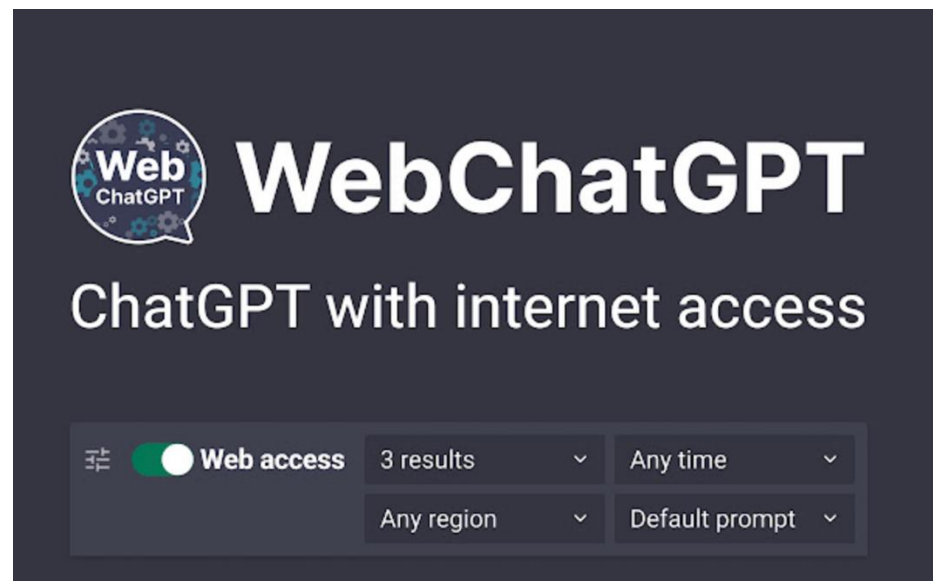 Web
ChatGPT
WebChatGPT
ChatGPT with internet access
Web access 3 results Any time
Any region Default prompt